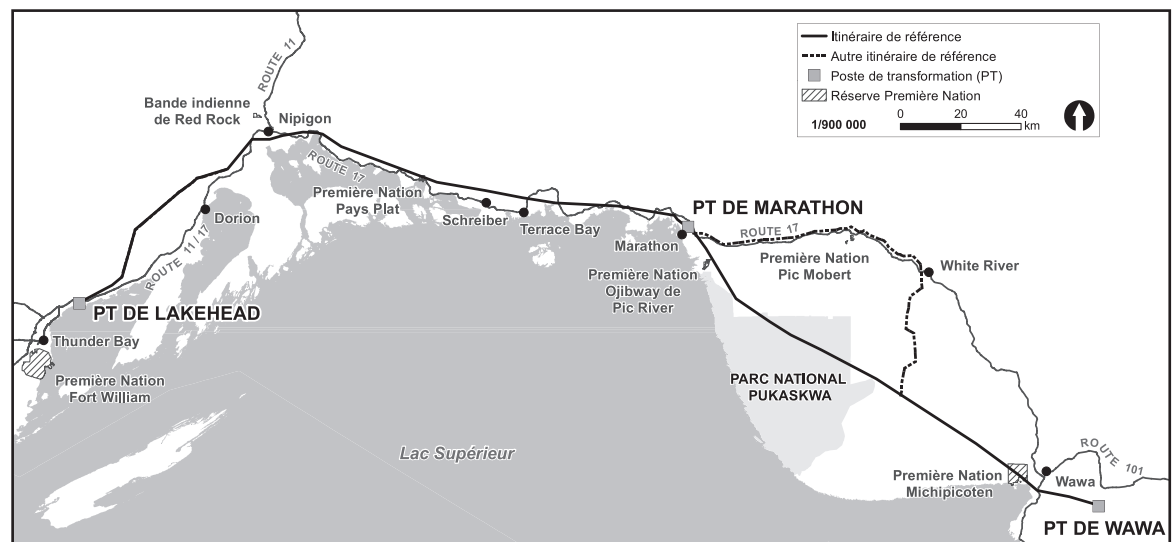 ROUTE 11
Bande indienne
de Red Rock
Nipigon
ROUTE 17
Première Nation
Pays Plat
Dorion
ROUTE 11/17
Schreiber
Terrace Bay
PT DE MARATHON
Marathon
ROUTE 17
Première Nation
Pic Mobert
White River
Première Nation
Ojibway de
Pic River
PT DE LAKEHEAD
Thunder Bay
Première Nation
Fort William
PARC NATIONAL
PUKASKWA
Lac Supérieur
Première Nation
Michipicoten
Wawa
ROUTE 101
PT DE WAWA
Itinéraire de référence
Autre itinéraire de référence
Poste de transformation (PT)
Réserve Première Nation
1/900 000
0 20 40
km